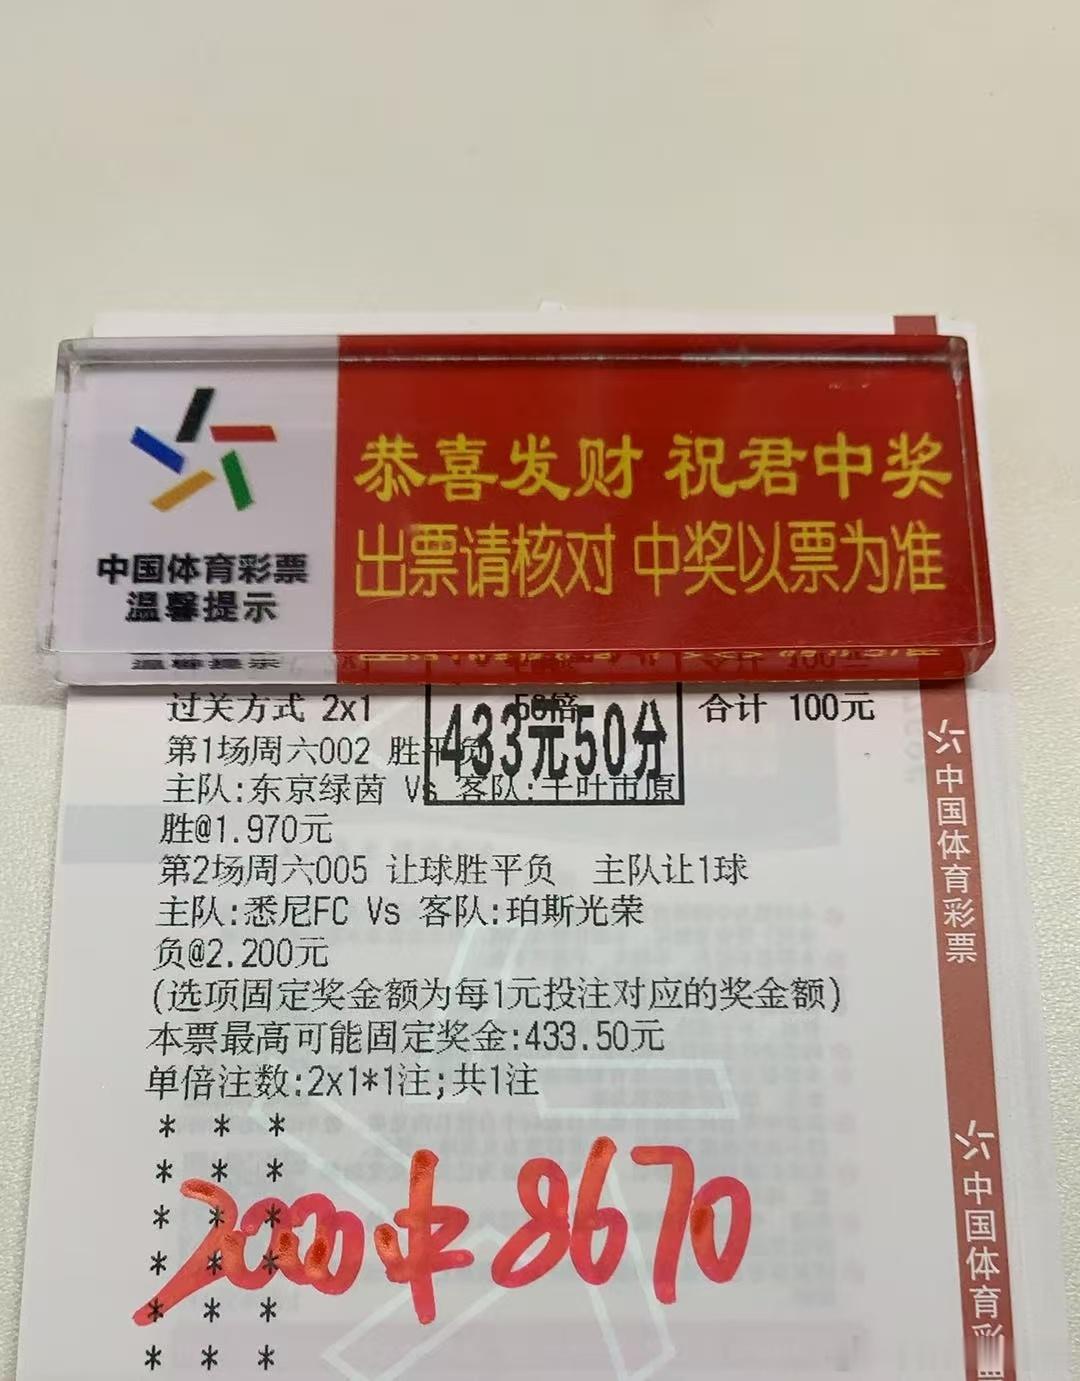 恭喜发财 祝君中奖
出票请核对 中奖以票为准
中国体育彩票
温馨提示
过关方式 2x1 50倍 合计 100元
433元50分
第1场周六002 胜平负
主队:东京绿茵 Vs 客队:千叶市原
胜@1.970元
第2场周六005 让球胜平负 主队让1球
主队:悉尼FC Vs 客队:珀斯光荣
负@2.200元
(选项固定奖金额为每1元投注对应的奖金额)
本票最高可能固定奖金:433.50元
单倍注数:2x1*1注;共1注
* * *
* * *
* * *
* * *
* * *
* * *
2000中8670
中国体育彩票
中国体育彩